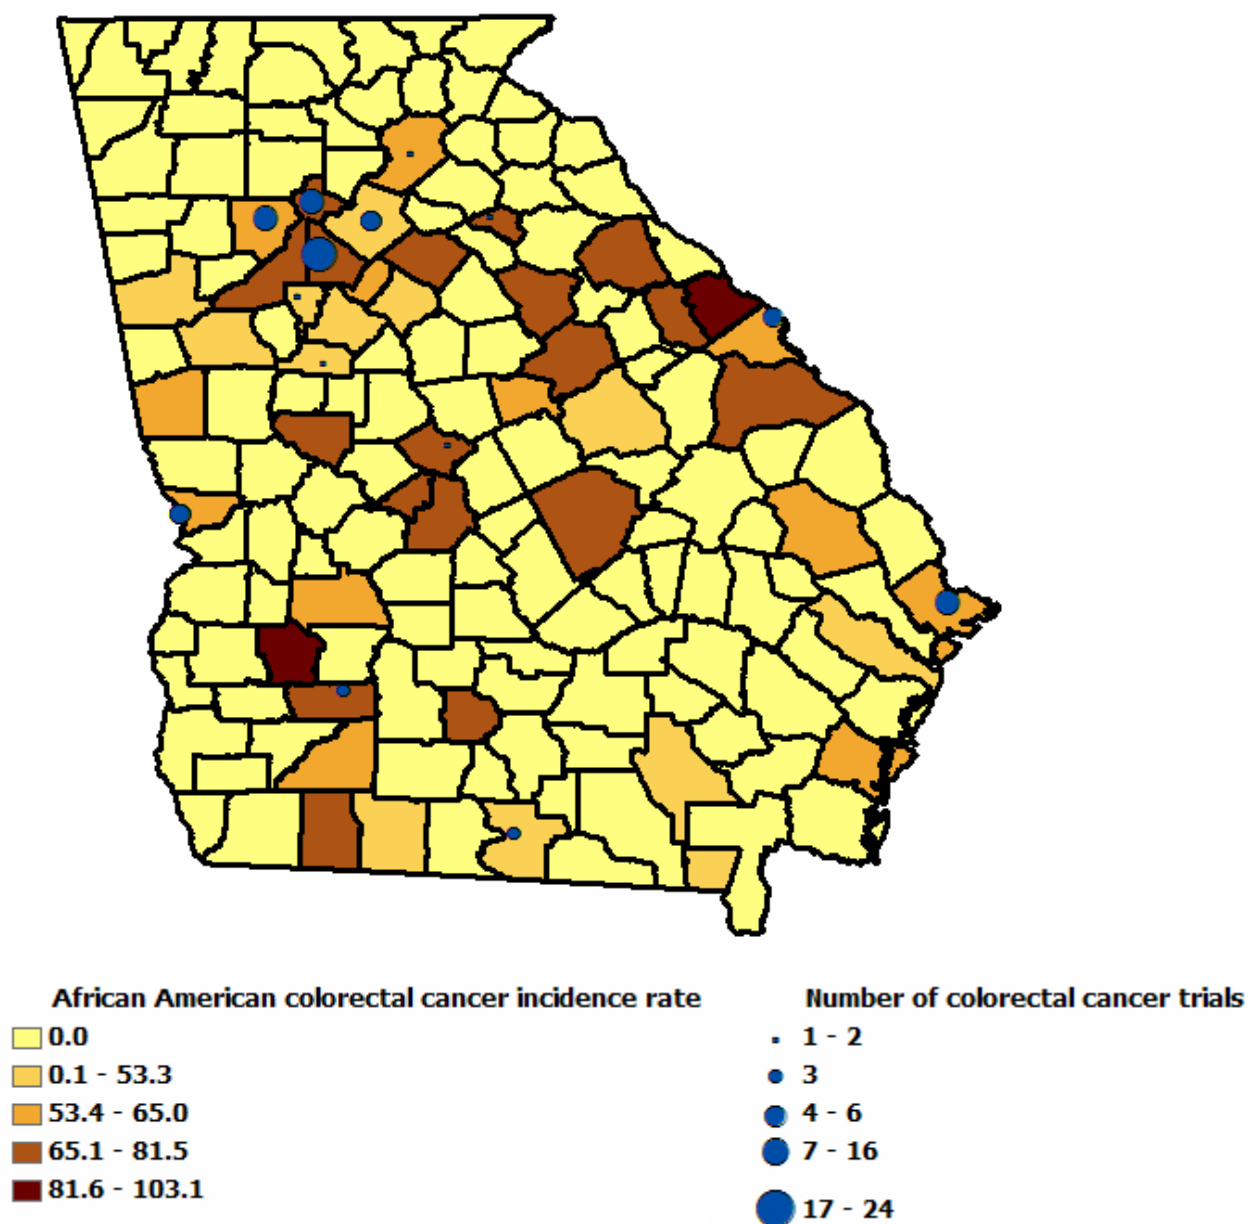 African American colorectal cancer incidence rate
0.0
0.1 - 53.3
53.4 - 65.0
65.1 - 81.5
81.6 - 103.1
Number of colorectal cancer trials
1 - 2
3
4 - 6
7 - 16
17 - 24